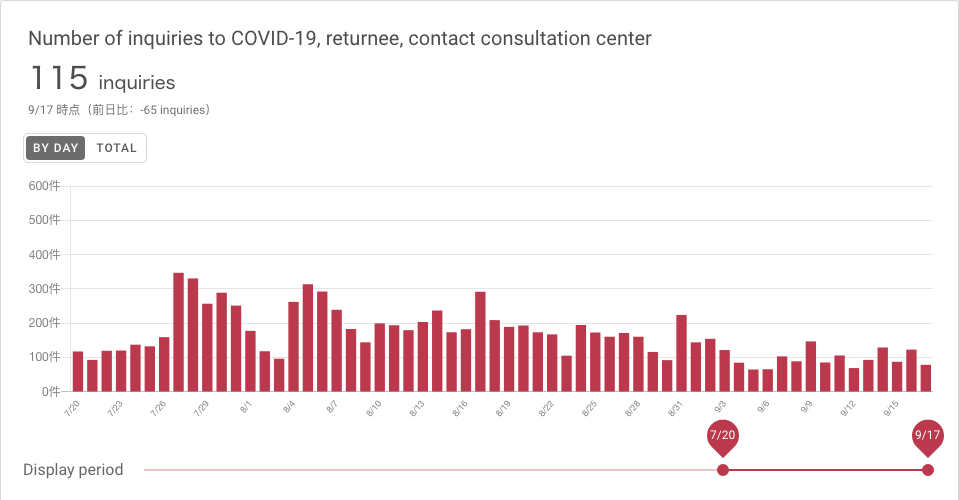 Number of inquiries to COVID-19, returnee, contact consultation center
115 inquiries
9/17 時点（前日比：-65 inquiries）
BY DAY TOTAL
600件
500件
400件
300件
200件
100件
0件
7/20 7/23 7/26 7/29 8/1 8/4 8/7 8/10 8/13 8/16 8/19 8/22 8/25 8/28 8/31 9/3 9/6 9/9 9/12 9/15
7/20 9/17
Display period